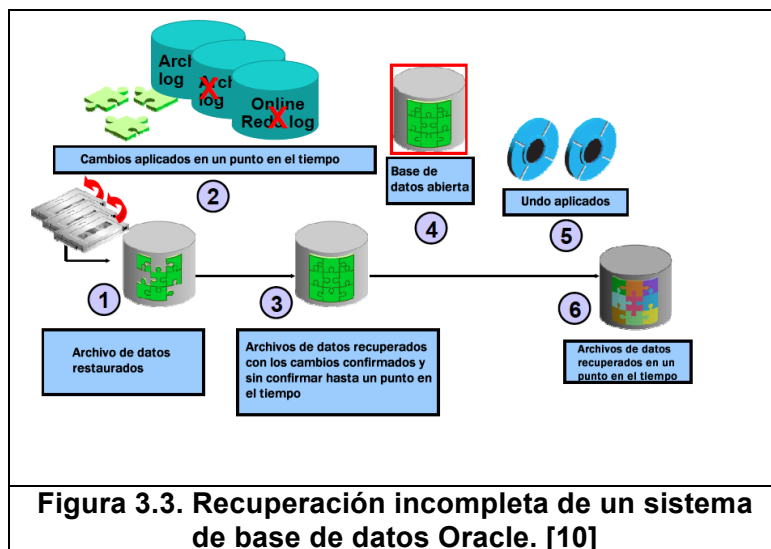 Arch
log
Arch
log
Online
Redo log
Cambios aplicados en un punto en el tiempo
2
Base de
datos abierta
4
Undo aplicados
5
1
Archivo de datos
restaurados
3
Archivos de datos recuperados
con los cambios confirmados y
sin confirmar hasta un punto en
el tiempo
6
Archivos de datos
recuperados en un
punto en el tiempo
Figura 3.3. Recuperación incompleta de un sistema
de base de datos Oracle. [10]